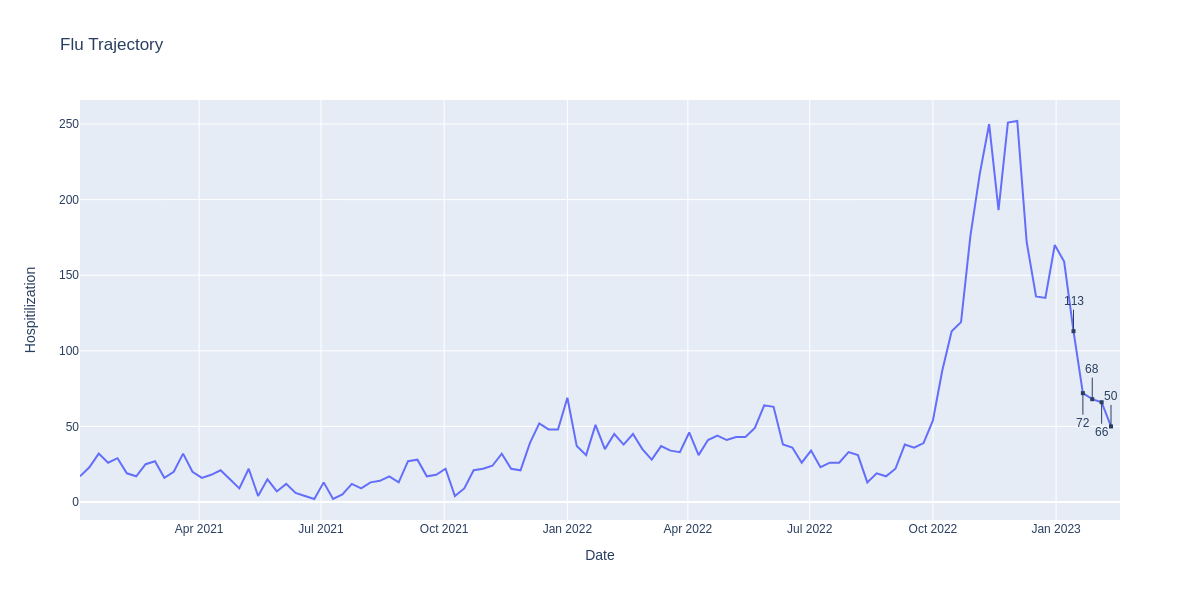 Flu Trajectory
250
200
150
100
50
0
Hospitilization
113
68
50
72
66
Apr 2021
Jul 2021
Oct 2021
Jan 2022
Apr 2022
Jul 2022
Oct 2022
Jan 2023
Date